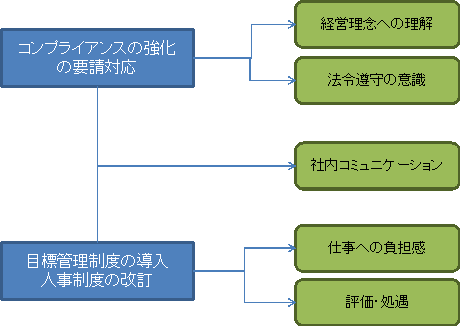 コンプライアンスの強化
の要請対応
経営理念への理解
法令遵守の意識
社内コミュニケーション
目標管理制度の導入
人事制度の改訂
仕事への負担感
評価・処遇